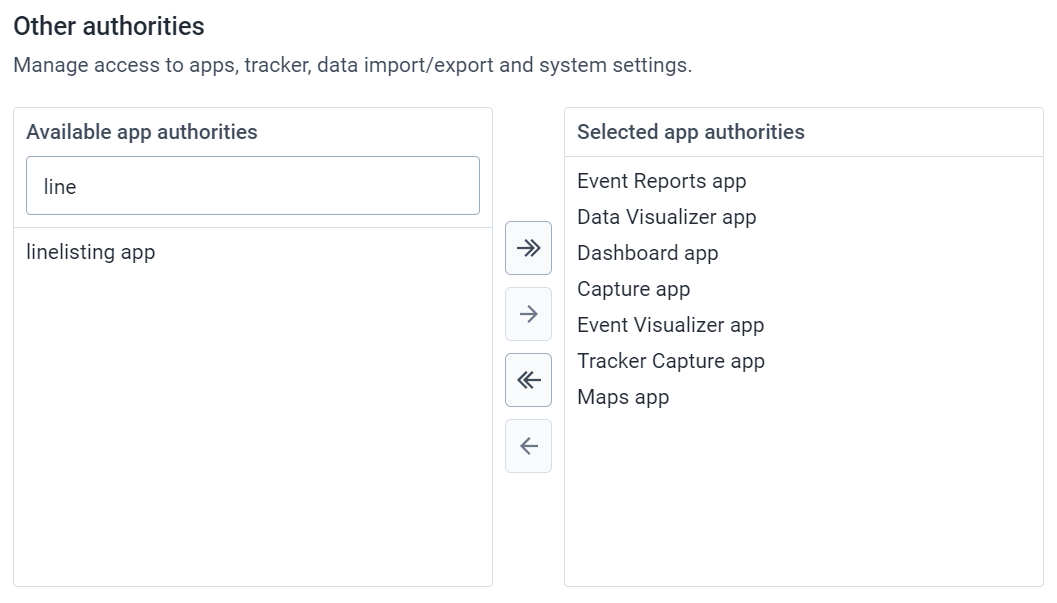 Other authorities
Manage access to apps, tracker, data import/export and system settings.
Available app authorities
line
linelisting app
Selected app authorities
Event Reports app
Data Visualizer app
Dashboard app
Capture app
Event Visualizer app
Tracker Capture app
Maps app